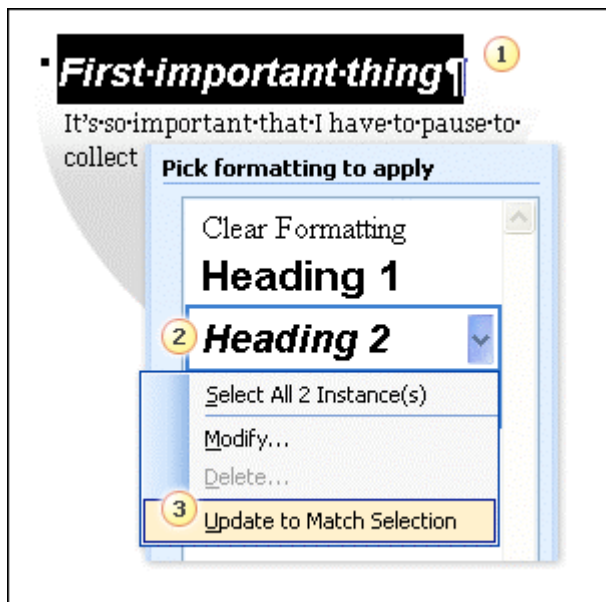 First·important·thing¶
1
It's·so·important·that·I have·to·pause·to·
collect
Pick formatting to apply
Clear Formatting
Heading 1
2
Heading 2
Select All 2 Instance(s)
Modify...
Delete...
3
Update to Match Selection